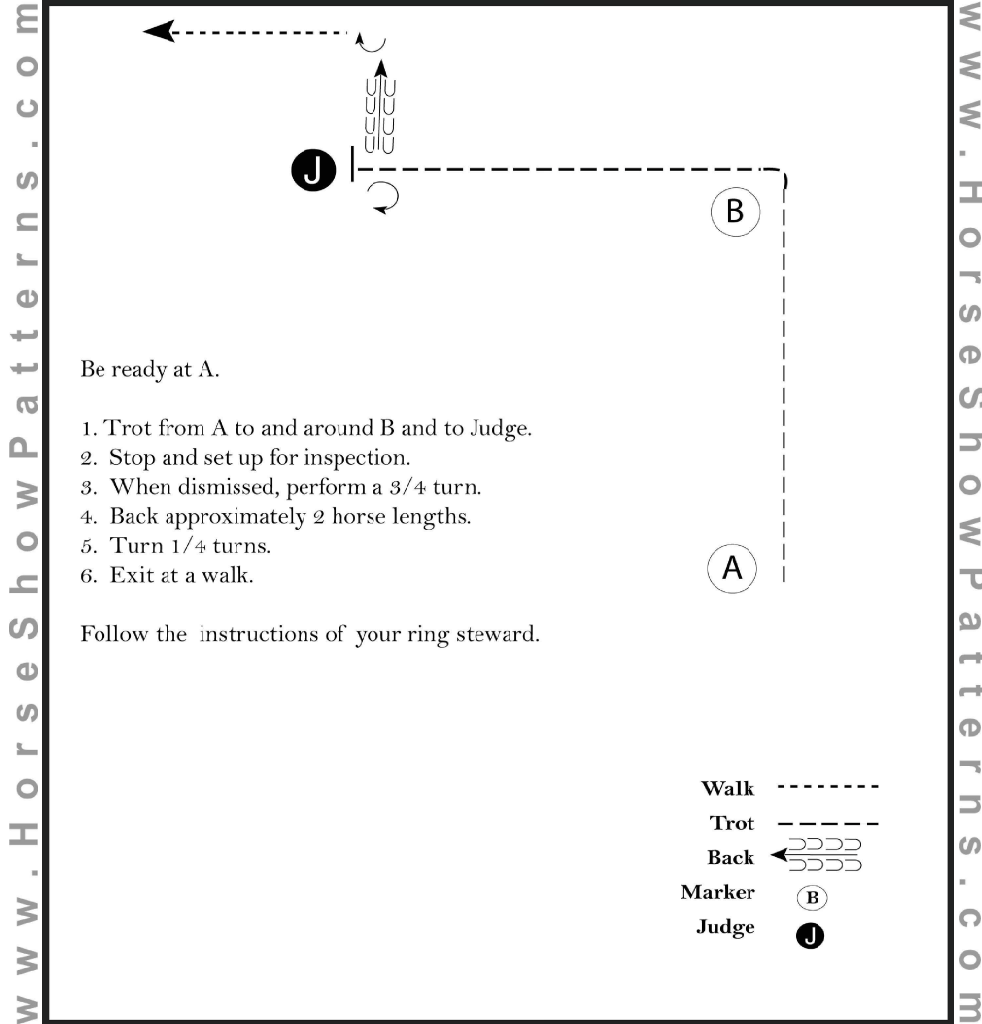 www.HorseShowPatterns.com
J
B
Be ready at A.
1. Trot from A to and around B and to Judge.
2. Stop and set up for inspection.
3. When dismissed, perform a 3/4 turn.
4. Back approximately 2 horse lengths.
5. Turn 1/4 turns.
6. Exit at a walk.
A
Follow the instructions of your ring steward.
Walk
Trot
Back
Marker B
Judge J
www.HorseShowPatterns.com